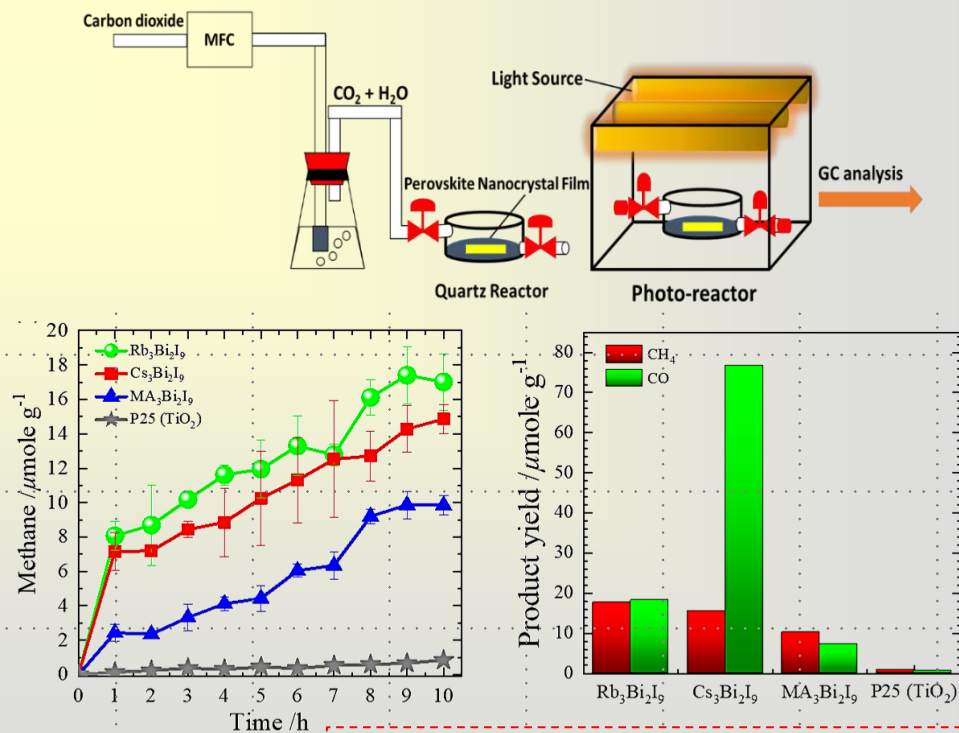 Carbon dioxide
MFC
CO₂ + H₂O
Light Source
Perovskite Nanocrystal Film
GC analysis
Quartz Reactor
Photo-reactor
Methane /μmole g⁻¹
20
18
16
14
12
10
8
6
4
2
0
Rb₃Bi₂I₉
Cs₃Bi₂I₉
MA₃Bi₂I₉
P25 (TiO₂)
0 1 2 3 4 5 6 7 8 9 10
Time /h
Product yield /μmole g⁻¹
80
70
60
50
40
30
20
10
0
CH₄
CO
Rb₃Bi₂I₉ Cs₃Bi₂I₉ MA₃Bi₂I₉ P25 (TiO₂)